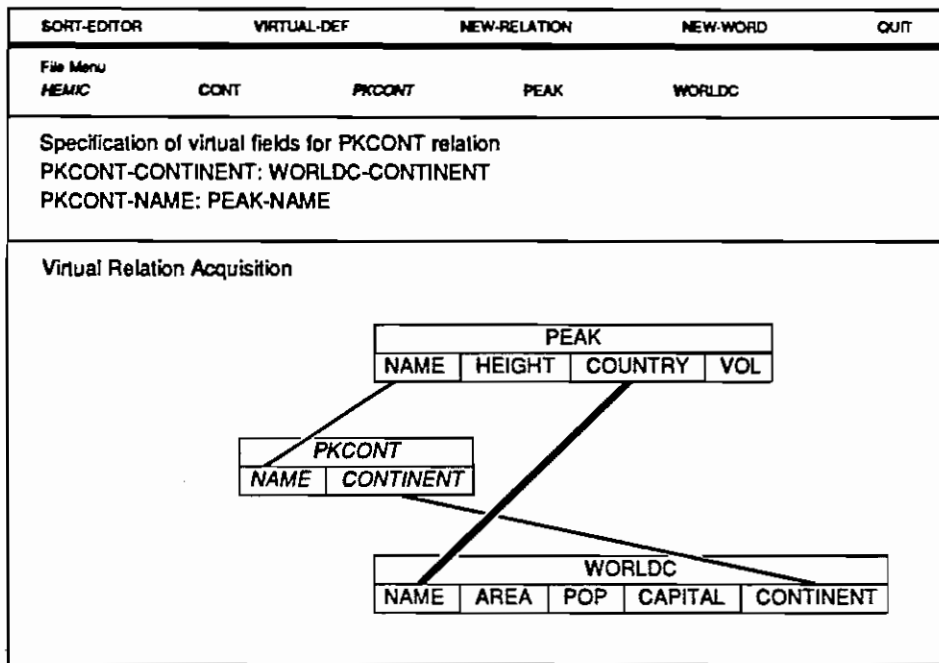 SORT-EDITOR VIRTUAL-DEF NEW-RELATION NEW-WORD QUIT
File Menu
HEMIC CONT PKCONT PEAK WORLDC
Specification of virtual fields for PKCONT relation
PKCONT-CONTINENT: WORLDC-CONTINENT
PKCONT-NAME: PEAK-NAME
Virtual Relation Acquisition
PEAK
NAME HEIGHT COUNTRY VOL
PKCONT
NAME CONTINENT
WORLDC
NAME AREA POP CAPITAL CONTINENT